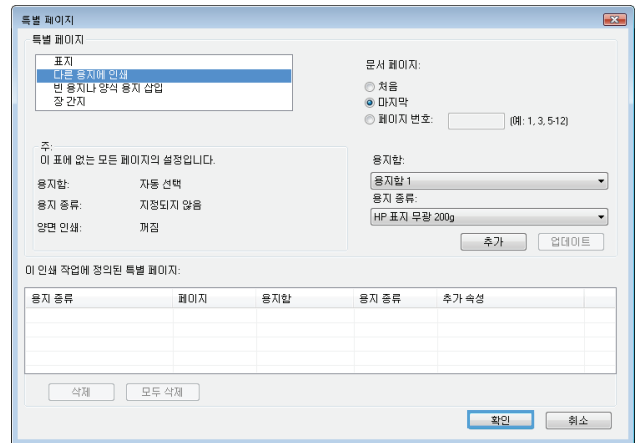 특별 페이지
특별 페이지
표지
다른 용지에 인쇄
빈 용지나 양식 용지 삽입
장 간지
문서 페이지:
처음
마지막
페이지 번호:
(예: 1, 3, 5-12)
주:
이 표에 없는 모든 페이지의 설정입니다.
용지함: 자동 선택
용지 종류: 지정되지 않음
양면 인쇄: 꺼짐
용지함:
용지함 1
용지 종류:
HP 표지 무광 200g
추가 업데이트
이 인쇄 작업에 정의된 특별 페이지:
용지 종류 페이지 용지함 용지 종류 추가 속성
삭제 모두 삭제
확인 취소